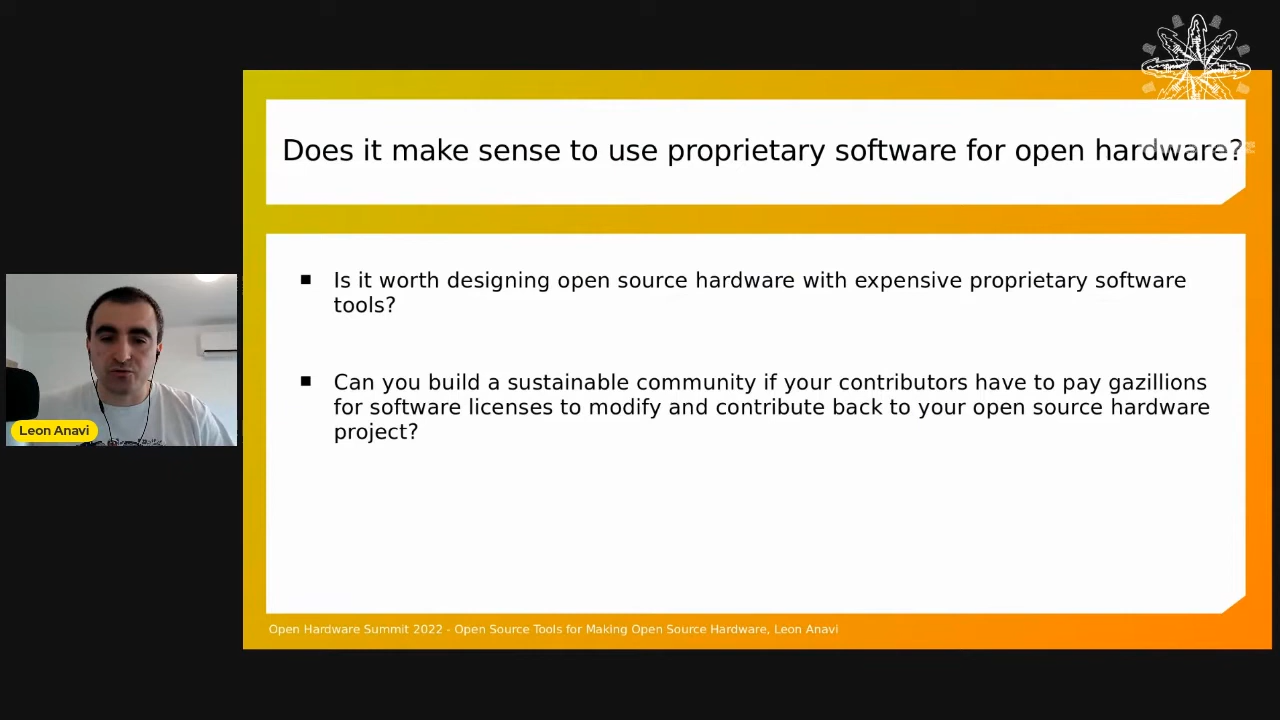 Does it make sense to use proprietary software for open hardware?
■ Is it worth designing open source hardware with expensive proprietary software
tools?
■ Can you build a sustainable community if your contributors have to pay gazillions
for software licenses to modify and contribute back to your open source hardware
project?
Leon Anavi
Open Hardware Summit 2022 - Open Source Tools for Making Open Source Hardware, Leon Anavi